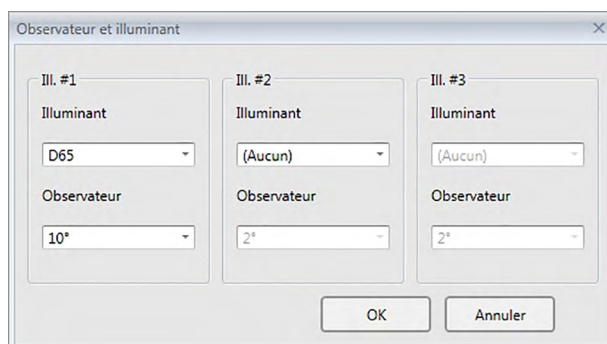 Observateur et illuminant
Ill. #1
Ill. #2
Ill. #3
Illuminant
Illuminant
Illuminant
D65
(Aucun)
(Aucun)
Observateur
Observateur
Observateur
10°
2°
2°
OK
Annuler